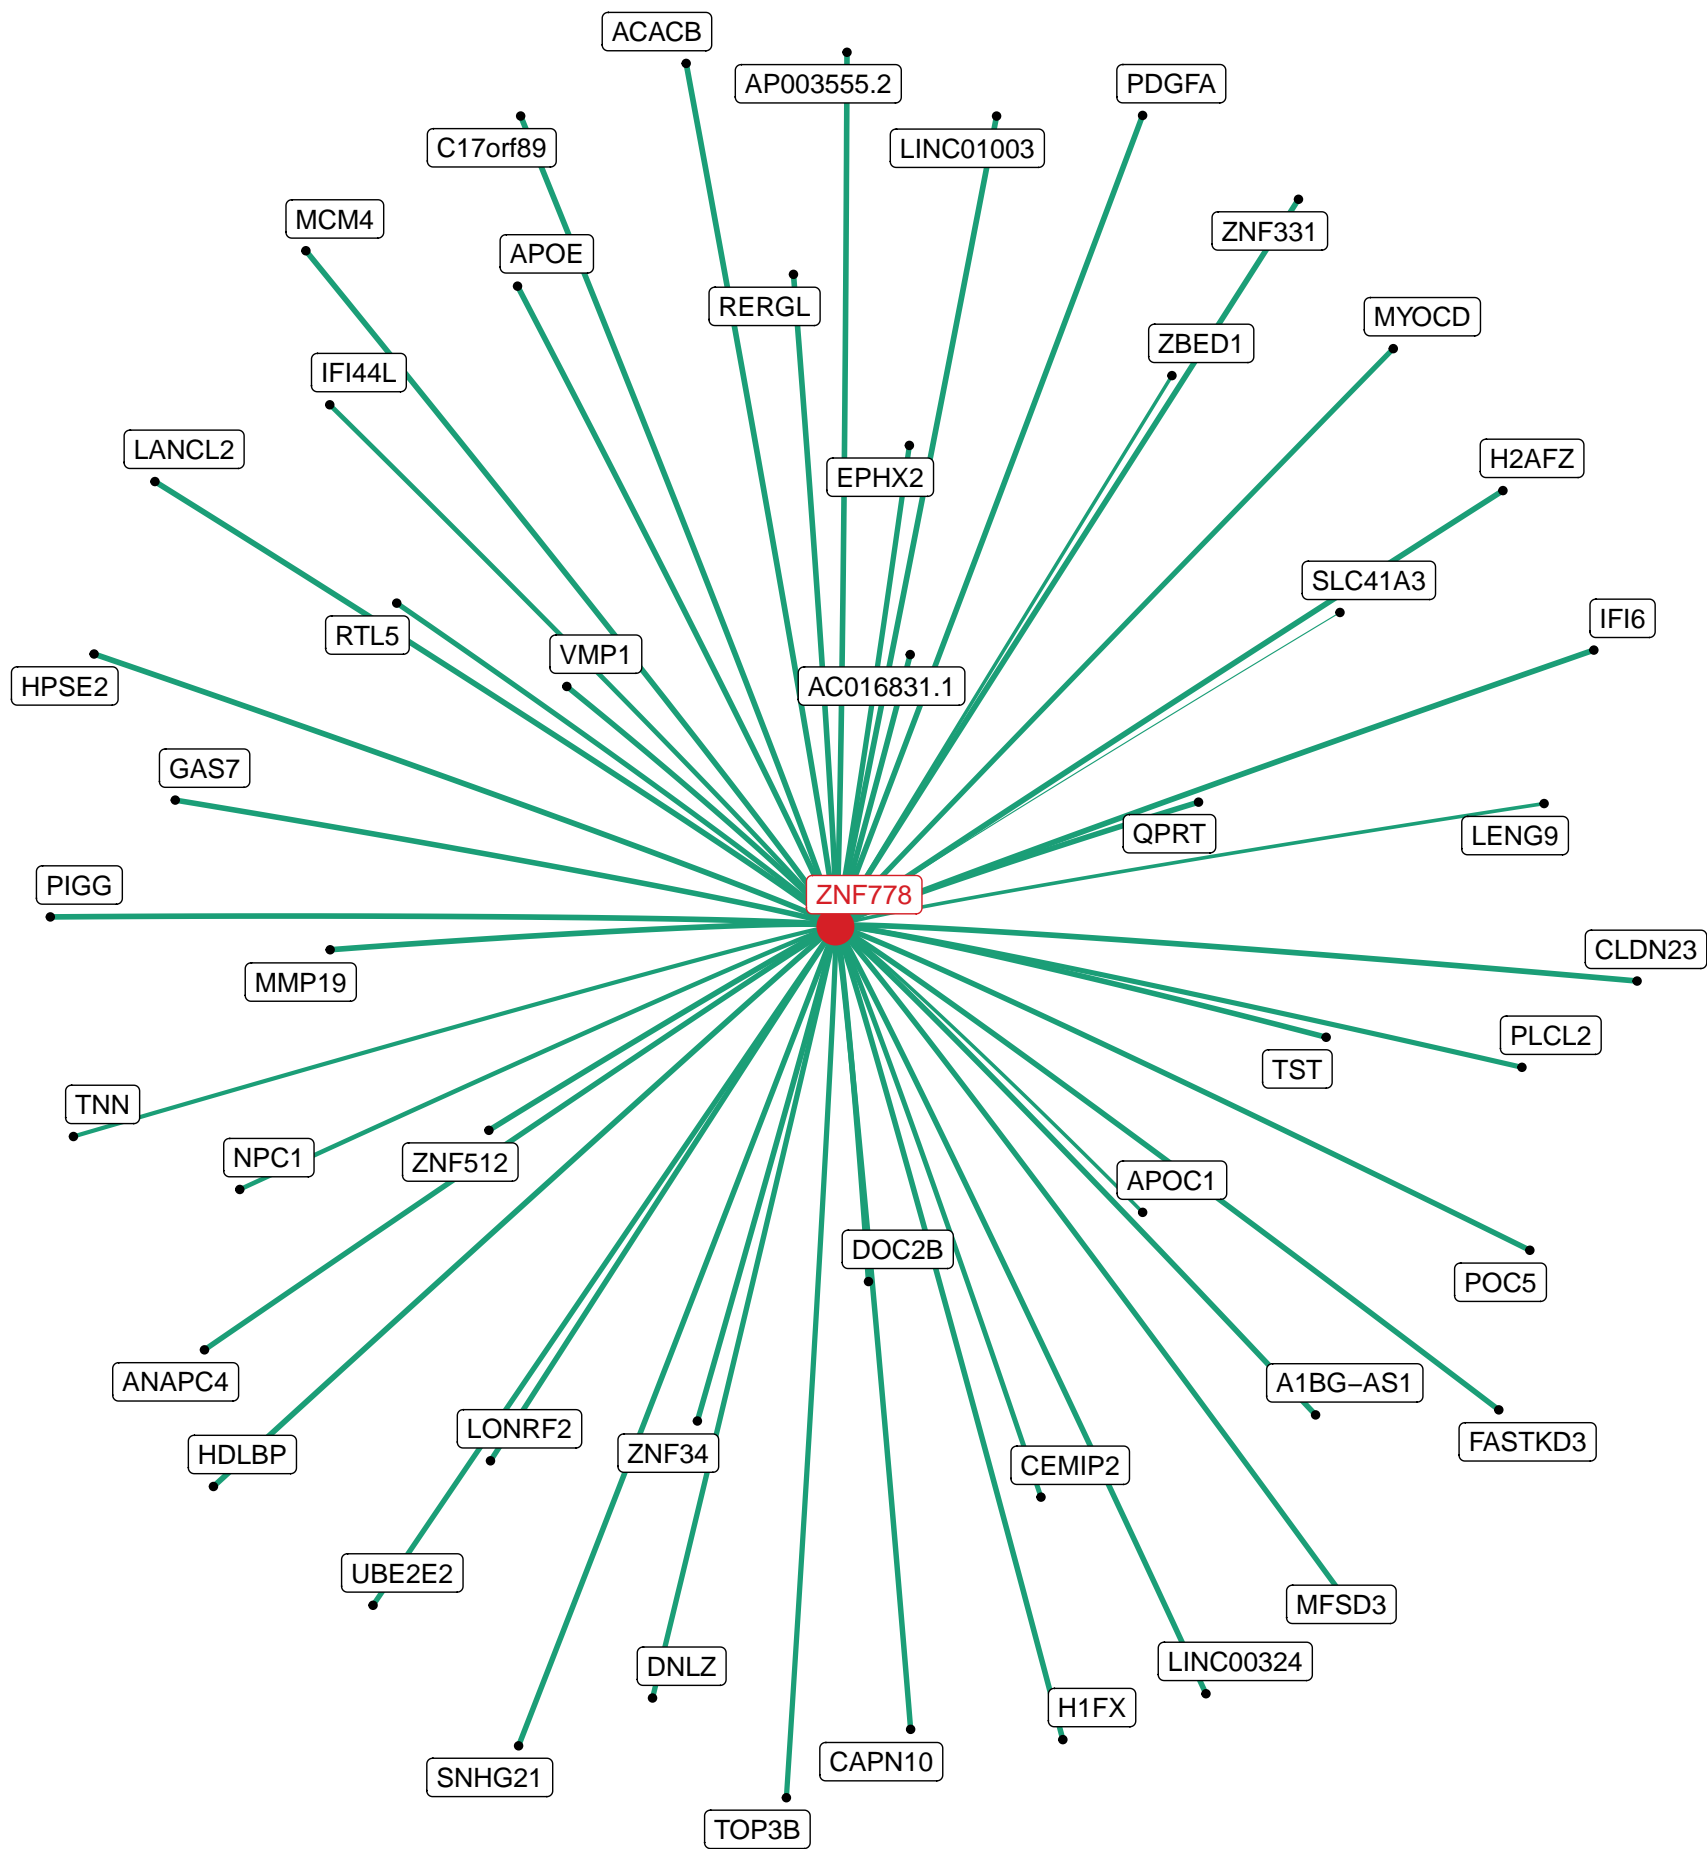 ACACB
AP003555.2
PDGFA
C17orf89
LINC01003
MCM4
ZNF331
APOE
RERGL
MYOCD
ZBED1
IFI44L
LANCL2
H2AFZ
EPHX2
SLC41A3
IFI6
RTL5
VMP1
HPSE2
AC016831.1
GAS7
QPRT
LENG9
PIGG
ZNF778
CLDN23
MMP19
PLCL2
TST
TNN
NPC1
ZNF512
APOC1
DOC2B
POC5
ANAPC4
A1BG–AS1
LONRF2
FASTKD3
HDLBP
ZNF34
CEMIP2
UBE2E2
MFSD3
DNLZ
LINC00324
H1FX
SNHG21
CAPN10
TOP3B